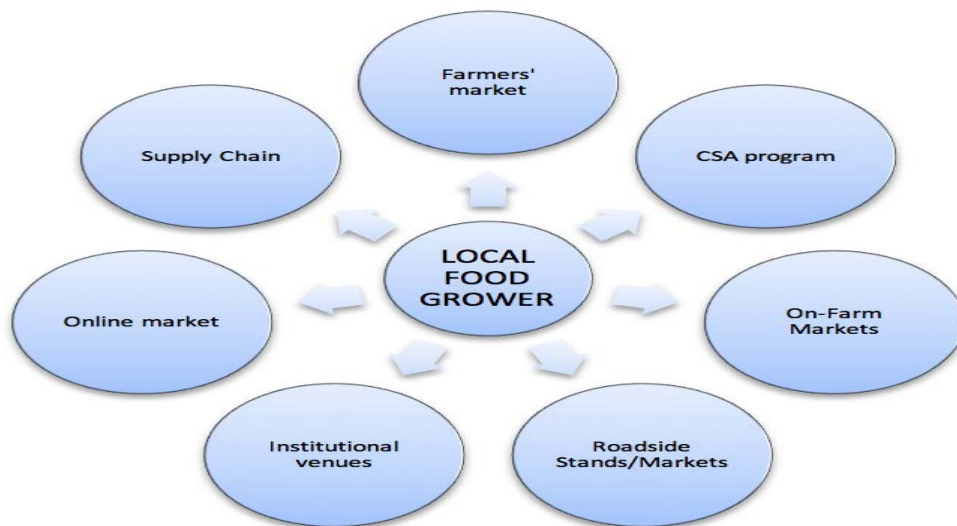 Farmers'
market
Supply Chain
CSA program
LOCAL
FOOD
GROWER
Online market
On-Farm
Markets
Institutional
venues
Roadside
Stands/Markets